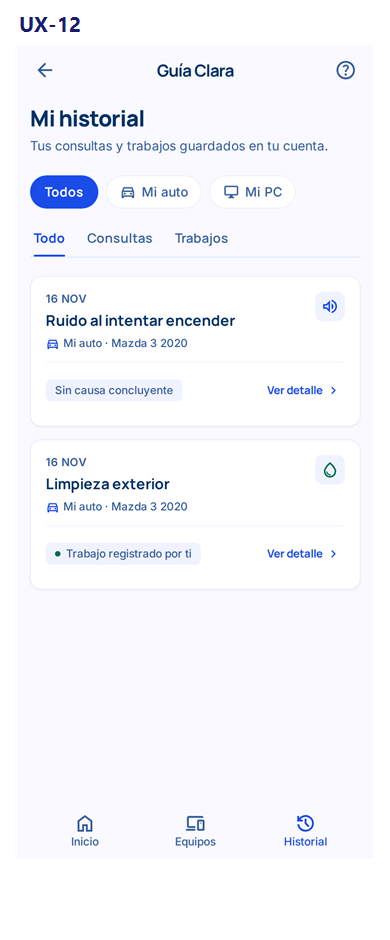 UX-12
Guía Clara
Mi historial
Tus consultas y trabajos guardados en tu cuenta.
Todos Mi auto Mi PC
Todo Consultas Trabajos
16 NOV
Ruido al intentar encender
Mi auto · Mazda 3 2020
Sin causa concluyente Ver detalle
16 NOV
Limpieza exterior
Mi auto · Mazda 3 2020
Trabajo registrado por ti Ver detalle
Inicio Equipos Historial